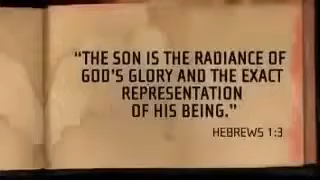 “THE SON IS THE RADIANCE OF
GOD'S GLORY AND THE EXACT
REPRESENTATION
OF HIS BEING.”
HEBREWS 1:3